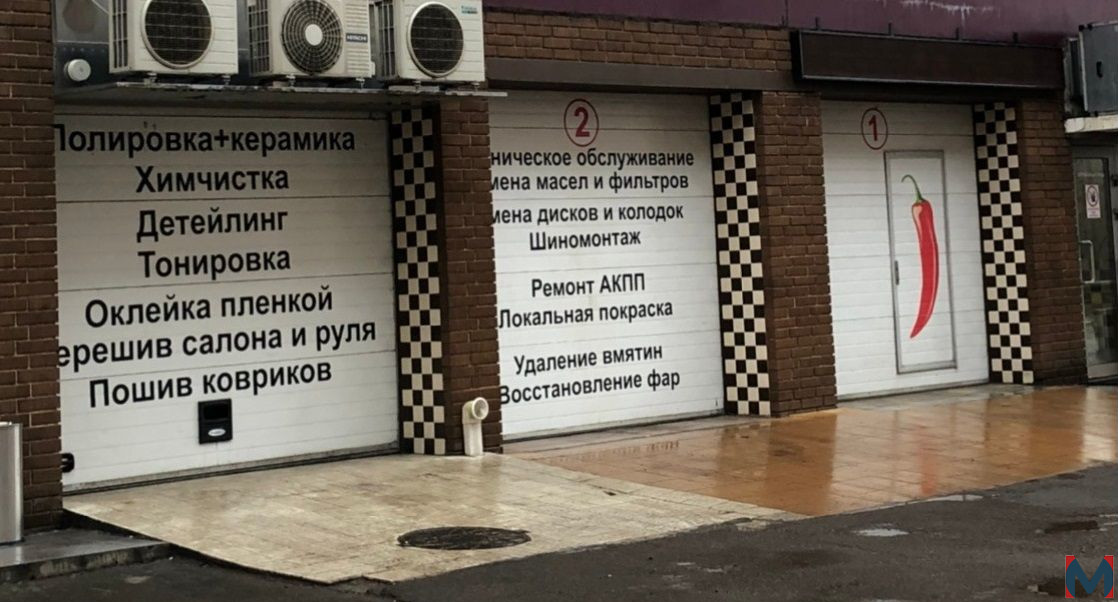 Полировка+керамика
Химчистка
Детейлинг
Тонировка
Оклейка пленкой
ерешив салона и руля
Пошив ковриков
HITACHI
2
ническое обслуживание
мена масел и фильтров
мена дисков и колодок
Шиномонтаж
Ремонт АКПП
Локальная покраска
Удаление вмятин
Восстановление фар
1
M